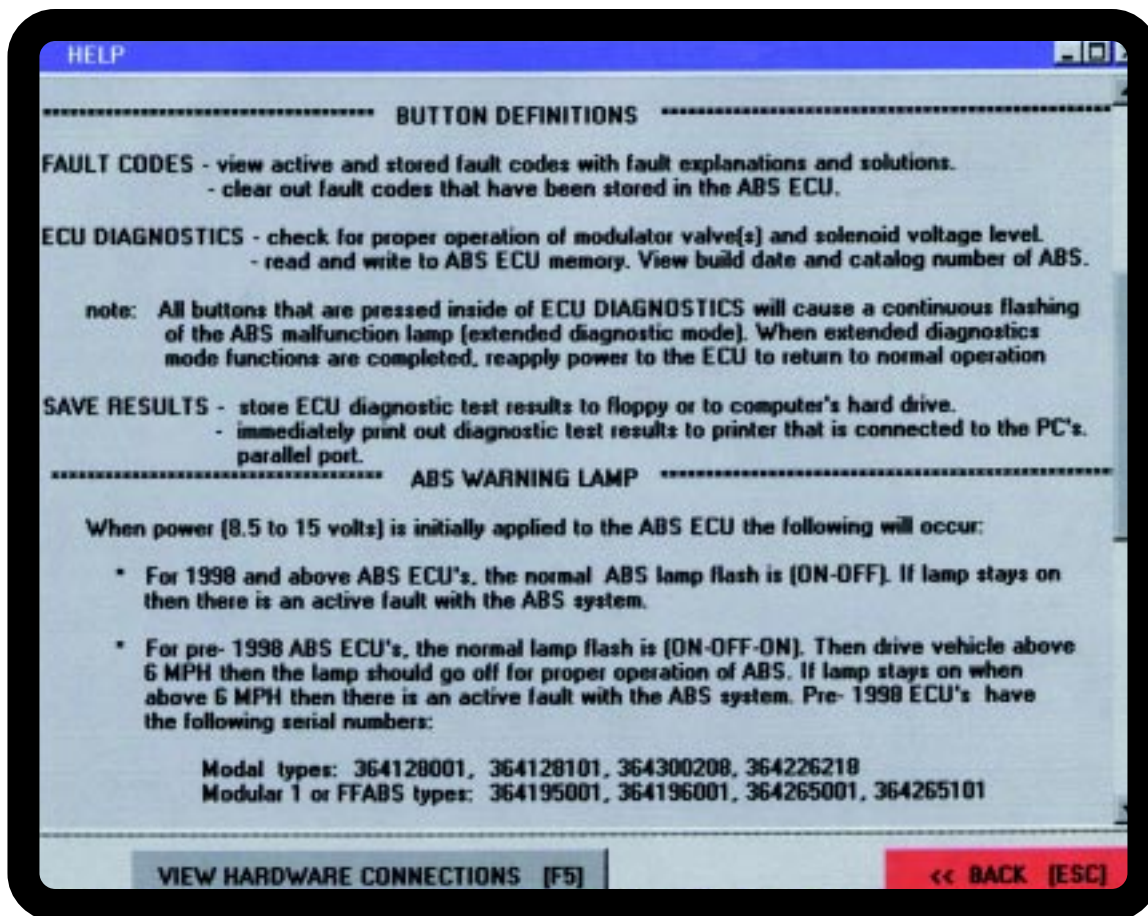 HELP
BUTTON DEFINITIONS
FAULT CODES - view active and stored fault codes with fault explanations and solutions.
- clear out fault codes that have been stored in the ABS ECU.
ECU DIAGNOSTICS - check for proper operation of modulator valve(s) and solenoid voltage level.
- read and write to ABS ECU memory. View build date and catalog number of ABS.
note: All buttons that are pressed inside of ECU DIAGNOSTICS will cause a continuous flashing
of the ABS malfunction lamp (extended diagnostic mode). When extended diagnostics
mode functions are completed, reapply power to the ECU to return to normal operation
SAVE RESULTS - store ECU diagnostic test results to floppy or to computer's hard drive.
- immediately print out diagnostic test results to printer that is connected to the PC's.
parallel port.
ABS WARNING LAMP
When power (8.5 to 15 volts) is initially applied to the ABS ECU the following will occur:
* For 1998 and above ABS ECU's, the normal ABS lamp flash is (ON-OFF). If lamp stays on
then there is an active fault with the ABS system.
* For pre- 1998 ABS ECU's, the normal lamp flash is (ON-OFF-ON). Then drive vehicle above
6 MPH then the lamp should go off for proper operation of ABS. If lamp stays on when
above 6 MPH then there is an active fault with the ABS system. Pre- 1998 ECU's have
the following serial numbers:
Modal types: 364128001, 364128101, 364300208, 364226218
Modular 1 or FFABS types: 364195001, 364196001, 364265001, 364265101
VIEW HARDWARE CONNECTIONS [F5]
<< BACK [ESC]